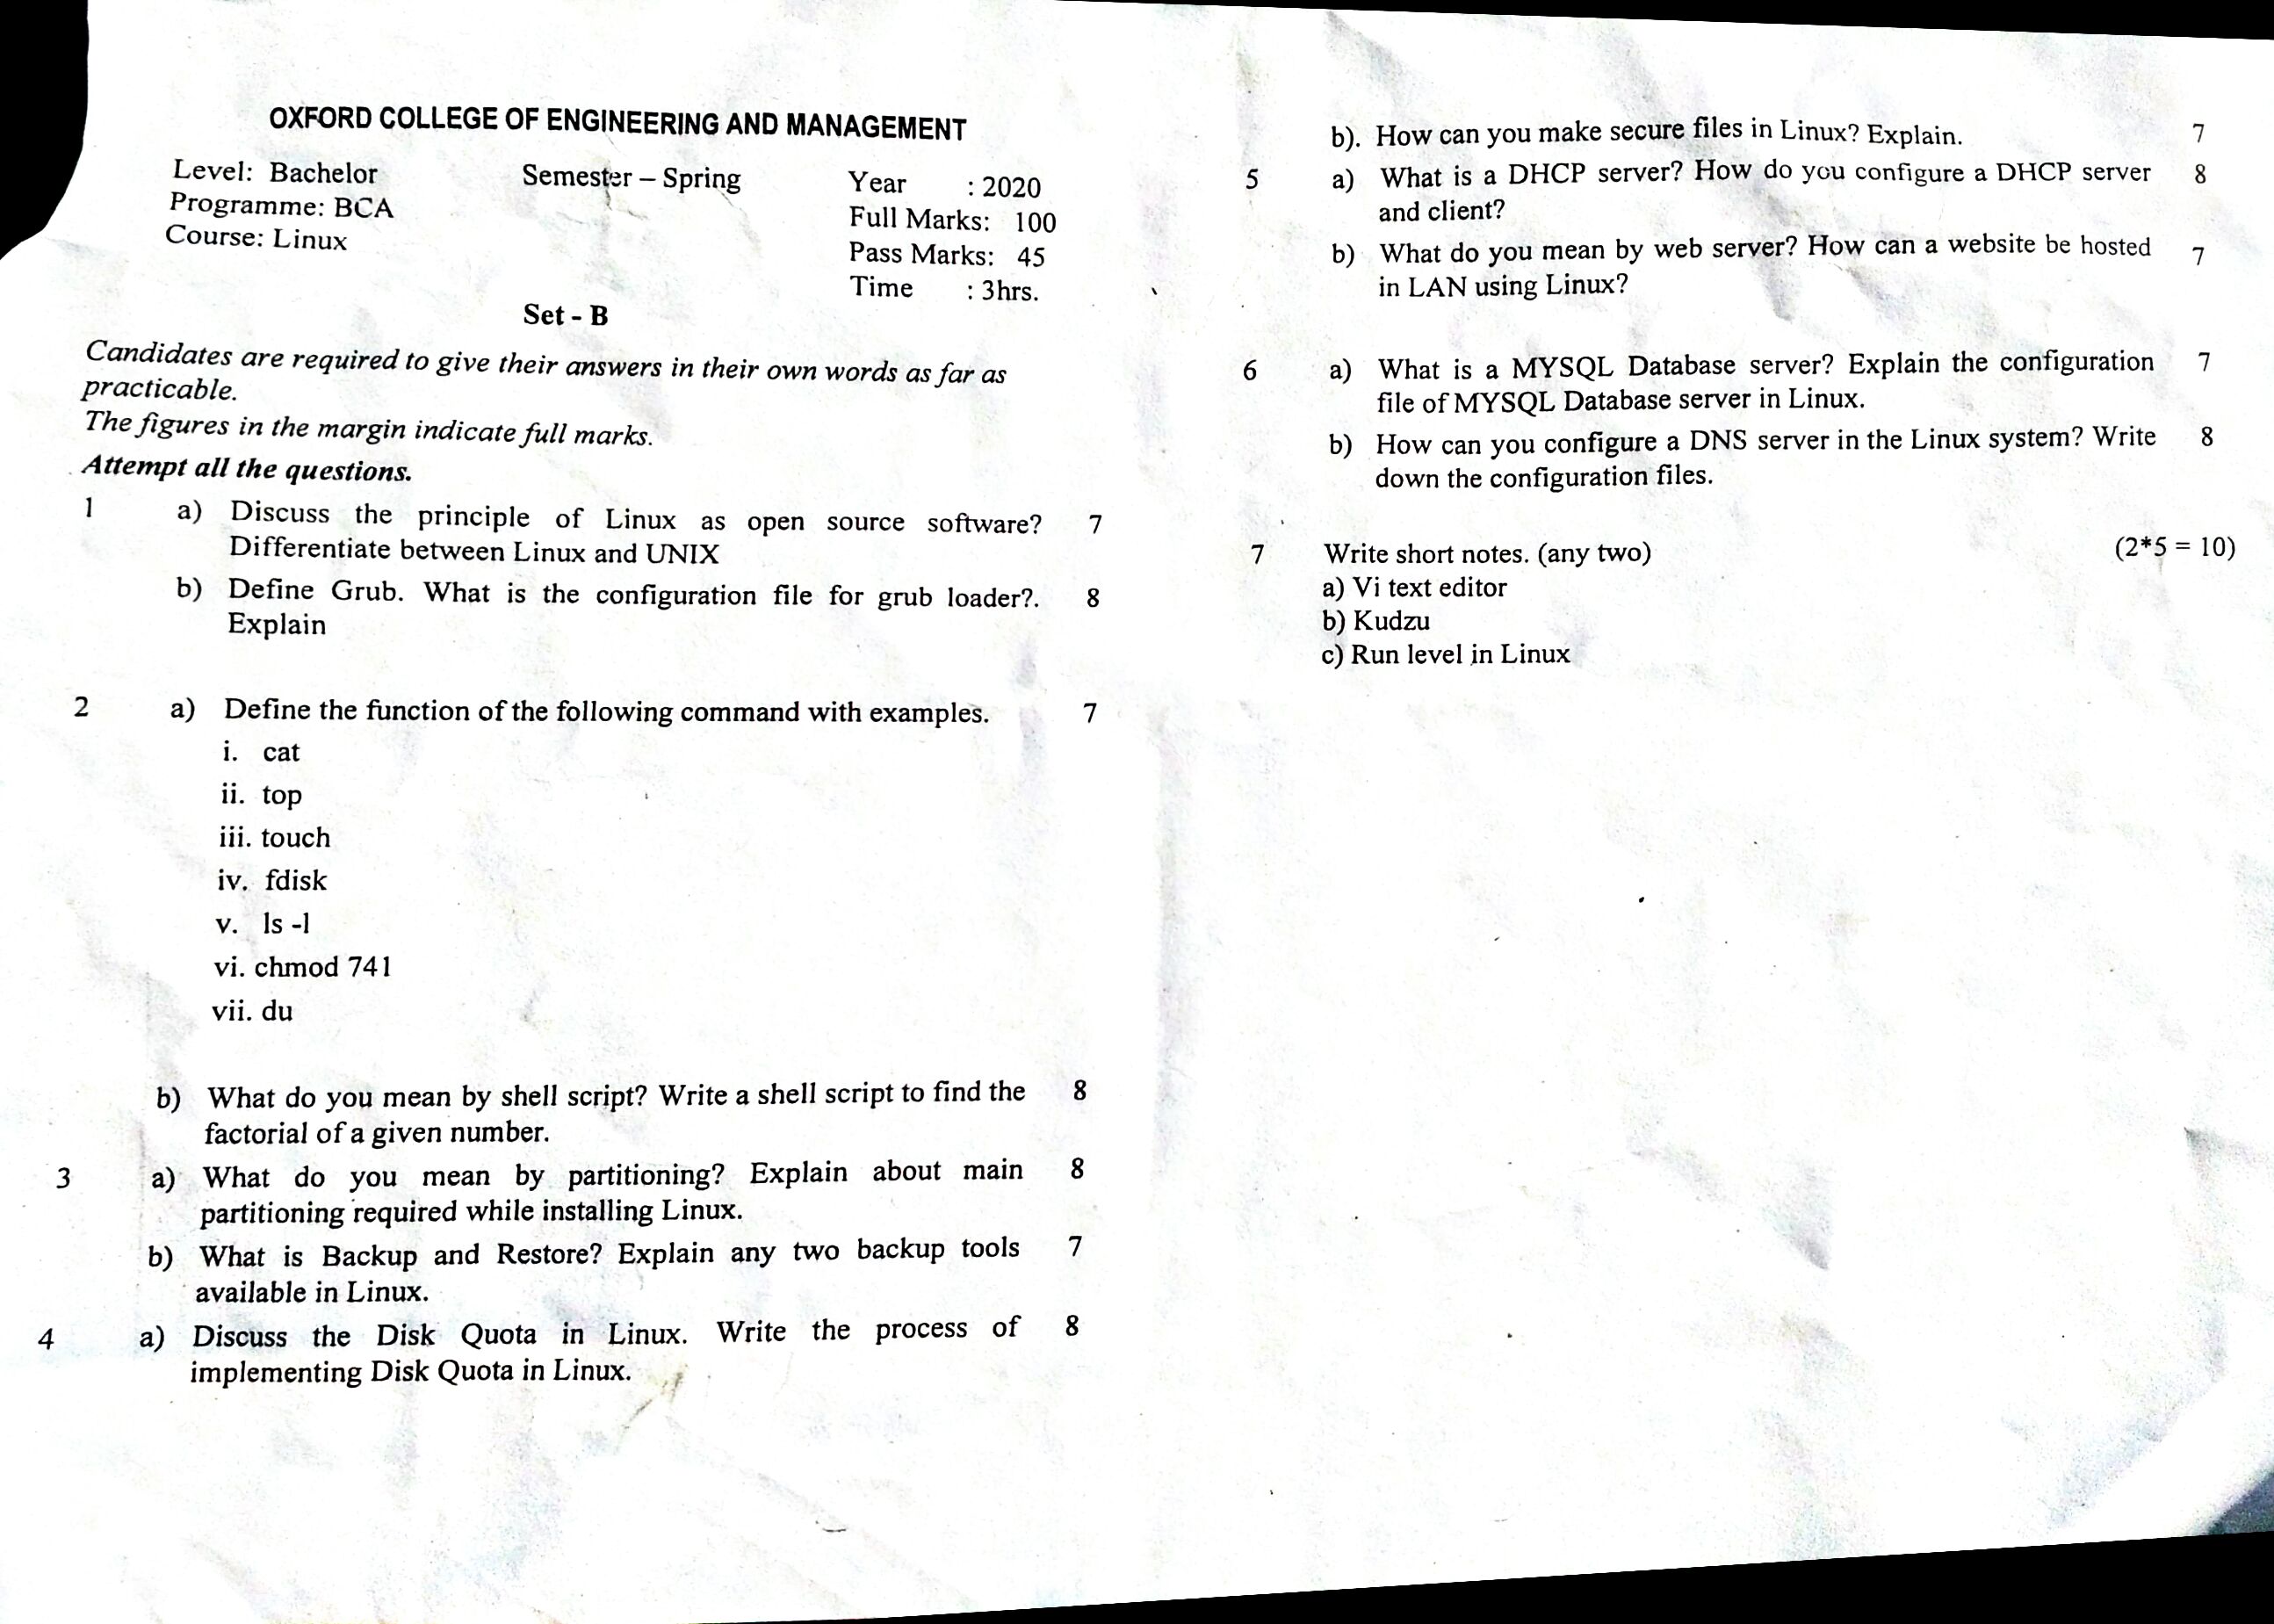 OXFORD COLLEGE OF ENGINEERING AND MANAGEMENT
Level: Bachelor Semester – Spring Year : 2020
Programme: BCA Full Marks: 100
Course: Linux Pass Marks: 45
Time : 3hrs.
Set - B
Candidates are required to give their answers in their own words as far as
practicable.
The figures in the margin indicate full marks.
Attempt all the questions.
1 a) Discuss the principle of Linux as open source software? 7
Differentiate between Linux and UNIX
b) Define Grub. What is the configuration file for grub loader?. 8
Explain
2 a) Define the function of the following command with examples. 7
i. cat
ii. top
iii. touch
iv. fdisk
v. ls -l
vi. chmod 741
vii. du
b) What do you mean by shell script? Write a shell script to find the 8
factorial of a given number.
3 a) What do you mean by partitioning? Explain about main 8
partitioning required while installing Linux.
b) What is Backup and Restore? Explain any two backup tools 7
available in Linux.
4 a) Discuss the Disk Quota in Linux. Write the process of 8
implementing Disk Quota in Linux.
b). How can you make secure files in Linux? Explain. 7
5 a) What is a DHCP server? How do you configure a DHCP server 8
and client?
b) What do you mean by web server? How can a website be hosted 7
in LAN using Linux?
6 a) What is a MYSQL Database server? Explain the configuration 7
file of MYSQL Database server in Linux.
b) How can you configure a DNS server in the Linux system? Write 8
down the configuration files.
7 Write short notes. (any two) (2*5 = 10)
a) Vi text editor
b) Kudzu
c) Run level in Linux